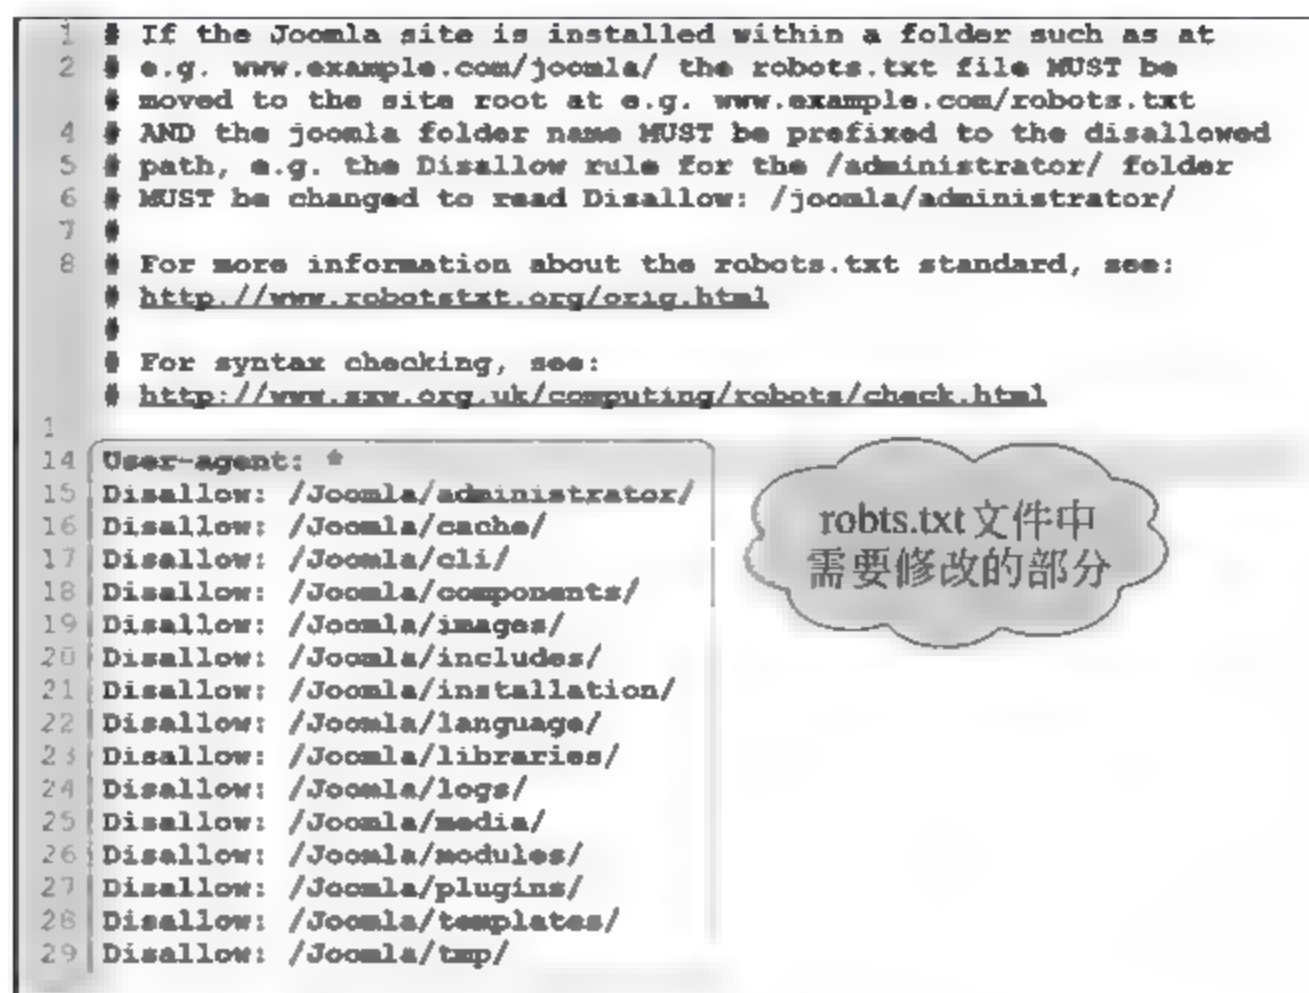 1 # If the Joomla site is installed within a folder such as at
2 # e.g. www.example.com/joomla/ the robots.txt file MUST be
# moved to the site root at e.g. www.example.com/robots.txt
4 # AND the joomla folder name MUST be prefixed to the disallowed
5 # path, e.g. the Disallow rule for the /administrator/ folder
6 # MUST be changed to read Disallow: /joomla/administrator/
7 #
8 # For more information about the robots.txt standard, see:
# http://www.robotstxt.org/orig.html
#
# For syntax checking, see:
# http://www.sxw.org.uk/computing/robots/check.html
1
14 User-agent: *
15 Disallow: /Joomla/administrator/
16 Disallow: /Joomla/cache/
17 Disallow: /Joomla/cli/
18 Disallow: /Joomla/components/
19 Disallow: /Joomla/images/
20 Disallow: /Joomla/includes/
21 Disallow: /Joomla/installation/
22 Disallow: /Joomla/language/
23 Disallow: /Joomla/libraries/
24 Disallow: /Joomla/logs/
25 Disallow: /Joomla/media/
26 Disallow: /Joomla/modules/
27 Disallow: /Joomla/plugins/
28 Disallow: /Joomla/templates/
29 Disallow: /Joomla/tmp/
robts.txt文件中
需要修改的部分